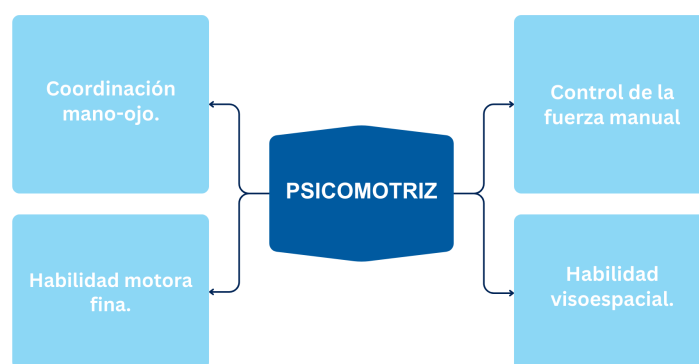 Coordinación
mano-ojo.
Control de la
fuerza manual
PSICOMOTRIZ
Habilidad motora
fina.
Habilidad
visoespacial.